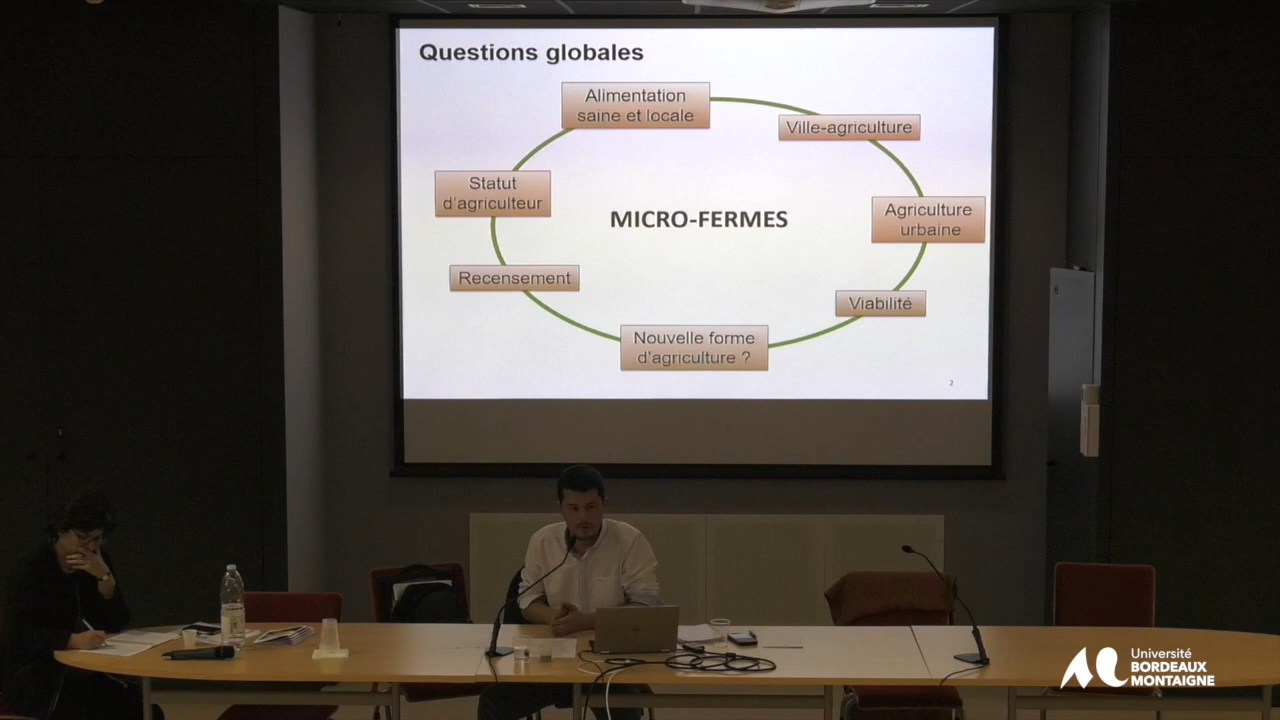 Questions globales
Alimentation
saine et locale
Ville-agriculture
Statut
d'agriculteur
MICRO-FERMES
Agriculture
urbaine
Recensement
Viabilité
Nouvelle forme
d'agriculture ?
2
Université
BORDEAUX
MONTAIGNE